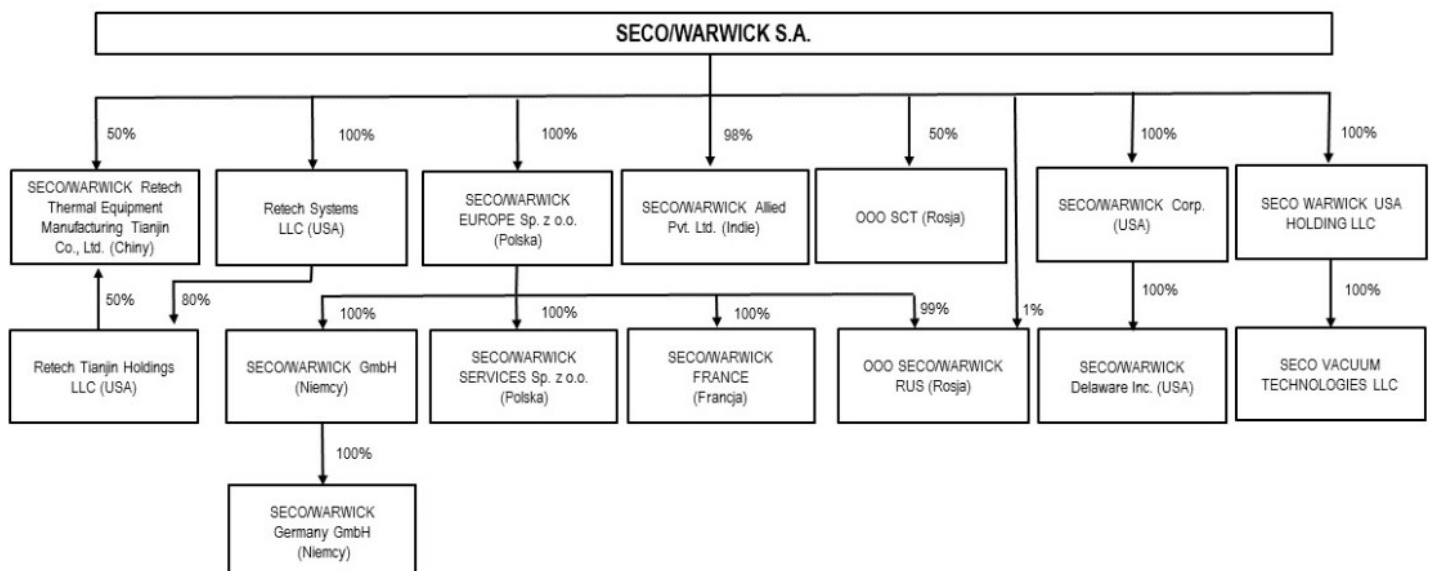 SECO/WARWICK S.A.
50%
100%
100%
98%
50%
100%
100%
SECO/WARWICK Retech
Thermal Equipment
Manufacturing Tianjin
Co., Ltd. (Chiny)
Retech Systems
LLC (USA)
SECO/WARWICK
EUROPE Sp. z o.o.
(Polska)
SECO/WARWICK Allied
Pvt. Ltd. (Indie)
OOO SCT (Rosja)
SECO/WARWICK Corp.
(USA)
SECO WARWICK USA
HOLDING LLC
50%
80%
100%
100%
100%
99%
1%
100%
100%
Retech Tianjin Holdings
LLC (USA)
SECO/WARWICK GmbH
(Niemcy)
SECO/WARWICK
SERVICES Sp. z o.o.
(Polska)
SECO/WARWICK
FRANCE
(Francja)
OOO SECO/WARWICK
RUS (Rosja)
SECO/WARWICK
Delaware Inc. (USA)
SECO VACUUM
TECHNOLOGIES LLC
100%
SECO/WARWICK
Germany GmbH
(Niemcy)